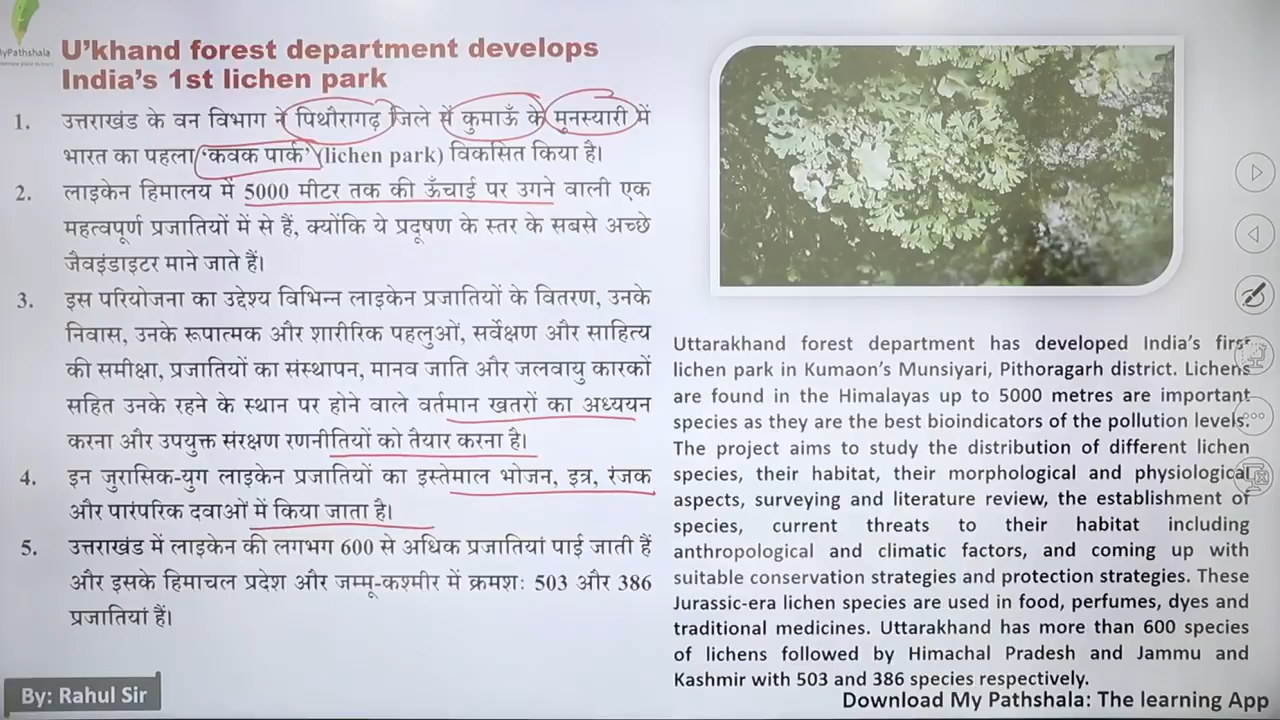 MyPathshala
U'khand forest department develops
India's 1st lichen park
1. उत्तराखंड के वन विभाग ने पिथौरागढ़ जिले में कुमाऊँ के मुनस्यारी में
भारत का पहला 'कवक पार्क' (lichen park) विकसित किया है।
2. लाइकेन हिमालय में 5000 मीटर तक की ऊँचाई पर उगने वाली एक
महत्वपूर्ण प्रजातियों में से हैं, क्योंकि ये प्रदूषण के स्तर के सबसे अच्छे
जैवइंडाइटर माने जाते हैं।
3. इस परियोजना का उद्देश्य विभिन्न लाइकेन प्रजातियों के वितरण, उनके
निवास, उनके रूपात्मक और शारीरिक पहलुओं, सर्वेक्षण और साहित्य
की समीक्षा, प्रजातियों का संस्थापन, मानव जाति और जलवायु कारकों
सहित उनके रहने के स्थान पर होने वाले वर्तमान खतरों का अध्ययन
करना और उपयुक्त संरक्षण रणनीतियों को तैयार करना है।
4. इन जुरासिक-युग लाइकेन प्रजातियों का इस्तेमाल भोजन, इत्र, रंजक
और पारंपरिक दवाओं में किया जाता है।
5. उत्तराखंड में लाइकेन की लगभग 600 से अधिक प्रजातियां पाई जाती हैं
और इसके हिमाचल प्रदेश और जम्मू-कश्मीर में क्रमशः 503 और 386
प्रजातियां हैं।
Uttarakhand forest department has developed India's first
lichen park in Kumaon's Munsiyari, Pithoragarh district. Lichens
are found in the Himalayas up to 5000 metres are important
species as they are the best bioindicators of the pollution levels.
The project aims to study the distribution of different lichen
species, their habitat, their morphological and physiological
aspects, surveying and literature review, the establishment of
species, current threats to their habitat including
anthropological and climatic factors, and coming up with
suitable conservation strategies and protection strategies. These
Jurassic-era lichen species are used in food, perfumes, dyes and
traditional medicines. Uttarakhand has more than 600 species
of lichens followed by Himachal Pradesh and Jammu and
Kashmir with 503 and 386 species respectively.
By: Rahul Sir
Download My Pathshala: The learning App